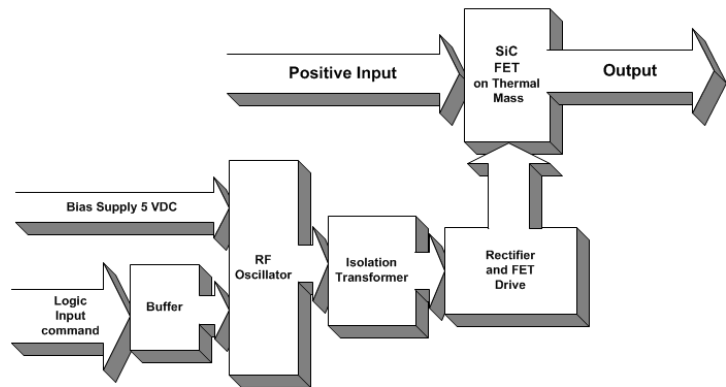 SiC
FET
on Thermal
Mass
Positive Input
Output
Bias Supply 5 VDC
RF
Oscillator
Isolation
Transformer
Rectifier
and FET
Drive
Logic
Input
command
Buffer